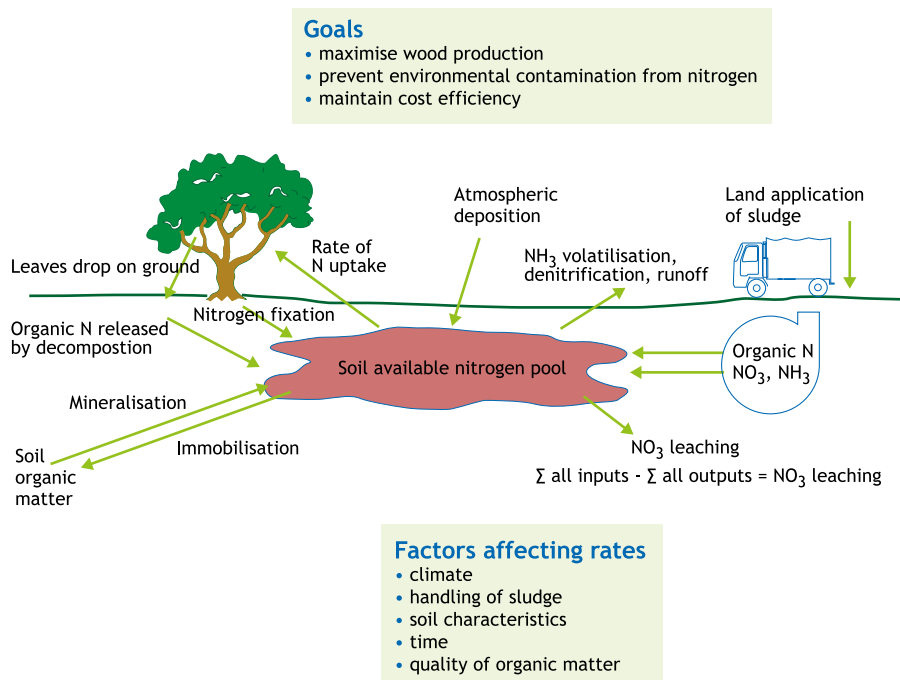 Goals
• maximise wood production
• prevent environmental contamination from nitrogen
• maintain cost efficiency
Atmospheric
deposition
Land application
of sludge
Rate of
N uptake
NH3 volatilisation,
denitrification, runoff
Leaves drop on ground
Nitrogen fixation
Organic N released
by decompostion
Soil available nitrogen pool
Organic N
NO3, NH3
Mineralisation
Immobilisation
Soil
organic
matter
NO3 leaching
Σ all inputs - Σ all outputs = NO3 leaching
Factors affecting rates
• climate
• handling of sludge
• soil characteristics
• time
• quality of organic matter